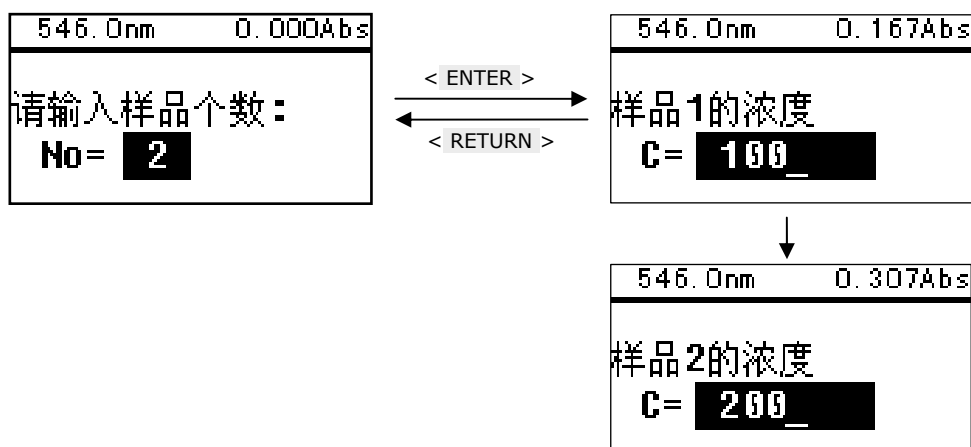 546.0nm 0.000Abs
请输入样品个数:
No= 2
< ENTER >
< RETURN >
546.0nm 0.167Abs
样品1的浓度
C= 100_
546.0nm 0.307Abs
样品2的浓度
C= 200_